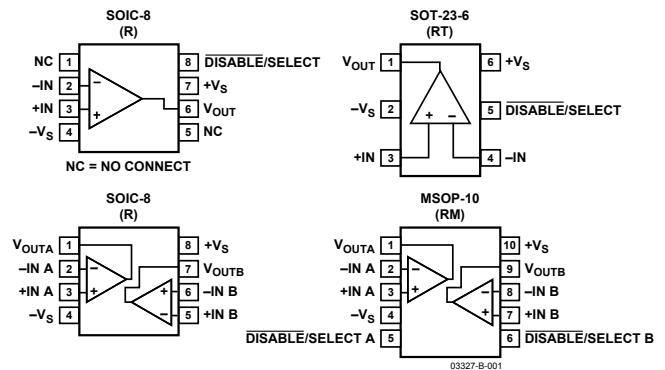 SOIC-8
(R)
NC 1
–IN 2
+IN 3
–VS 4
8 DISABLE/SELECT
7 +VS
6 VOUT
5 NC
– +
NC = NO CONNECT
SOT-23-6
(RT)
VOUT 1
–VS 2
+IN 3
6 +VS
5 DISABLE/SELECT
4 –IN
+ –
SOIC-8
(R)
VOUTA 1
–IN A 2
+IN A 3
–VS 4
8 +VS
7 VOUTB
6 –IN B
5 +IN B
– +
+ –
MSOP-10
(RM)
VOUTA 1
–IN A 2
+IN A 3
–VS 4
DISABLE/SELECT A 5
10 +VS
9 VOUTB
8 –IN B
7 +IN B
6 DISABLE/SELECT B
– +
– +
03327-B-001